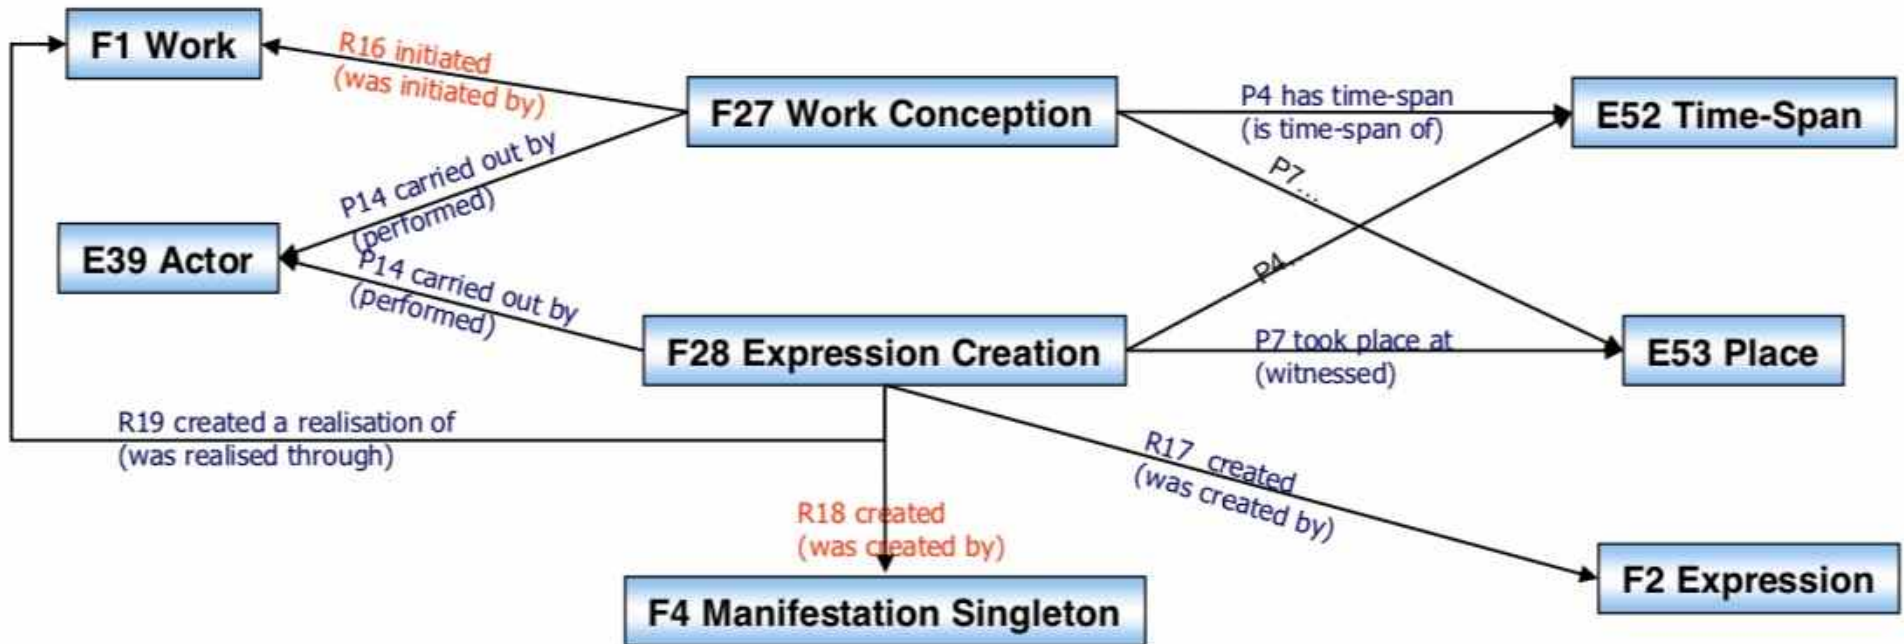 F1 Work
R16 initiated
(was initiated by)
F27 Work Conception
P4 has time-span
(is time-span of)
E52 Time-Span
P14 carried out by
(performed)
P7...
E39 Actor
P14 carried out by
(performed)
P4...
F28 Expression Creation
P7 took place at
(witnessed)
E53 Place
R19 created a realisation of
(was realised through)
R17 created
(was created by)
R18 created
(was created by)
F2 Expression
F4 Manifestation Singleton